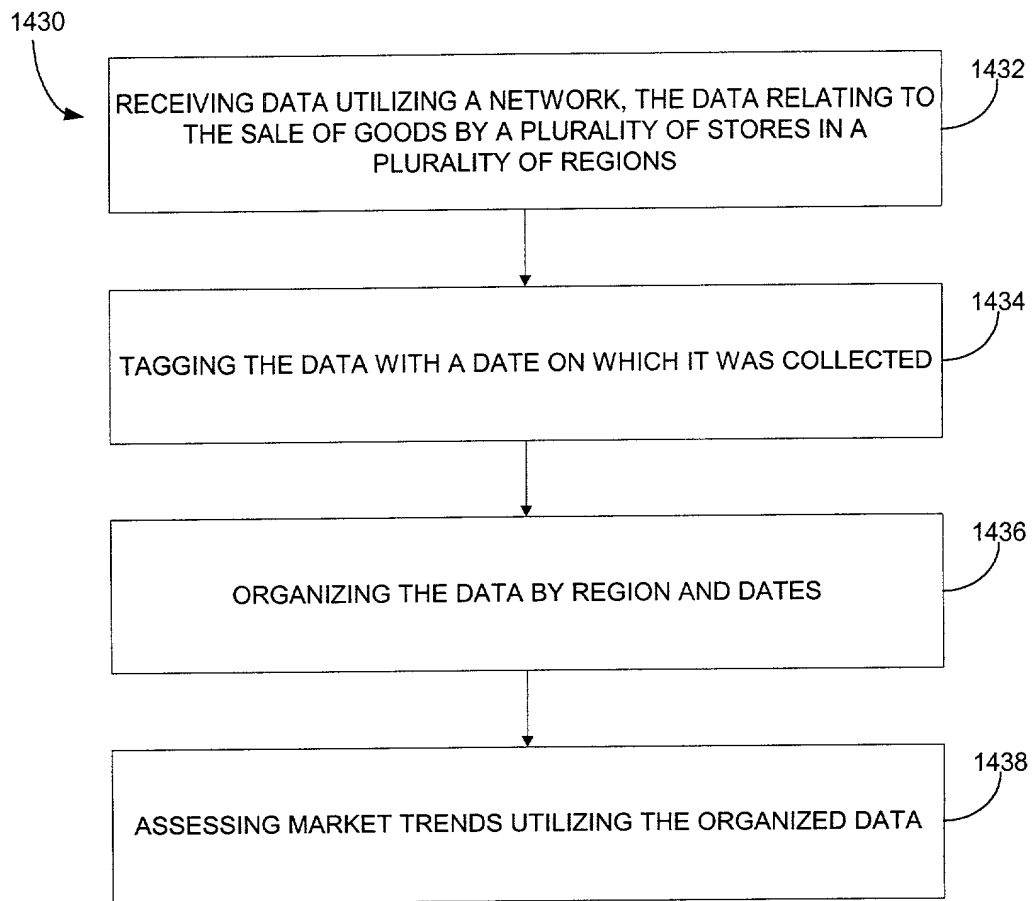 1430
1432
RECEIVING DATA UTILIZING A NETWORK, THE DATA RELATING TO
THE SALE OF GOODS BY A PLURALITY OF STORES IN A
PLURALITY OF REGIONS
1434
TAGGING THE DATA WITH A DATE ON WHICH IT WAS COLLECTED
1436
ORGANIZING THE DATA BY REGION AND DATES
1438
ASSESSING MARKET TRENDS UTILIZING THE ORGANIZED DATA